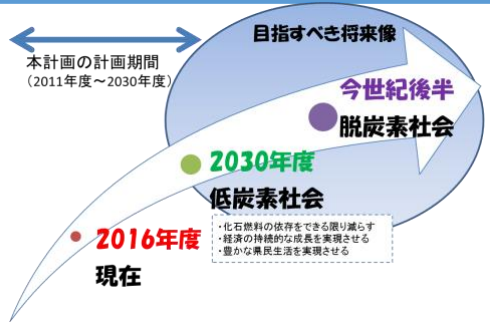 目指すべき将来像
本計画の計画期間
（2011年度～2030年度）
今世紀後半
脱炭素社会
2030年度
低炭素社会
・化石燃料の依存をできる限り減らす
・経済の持続的な成長を実現させる
・豊かな県民生活を実現させる
2016年度
現在